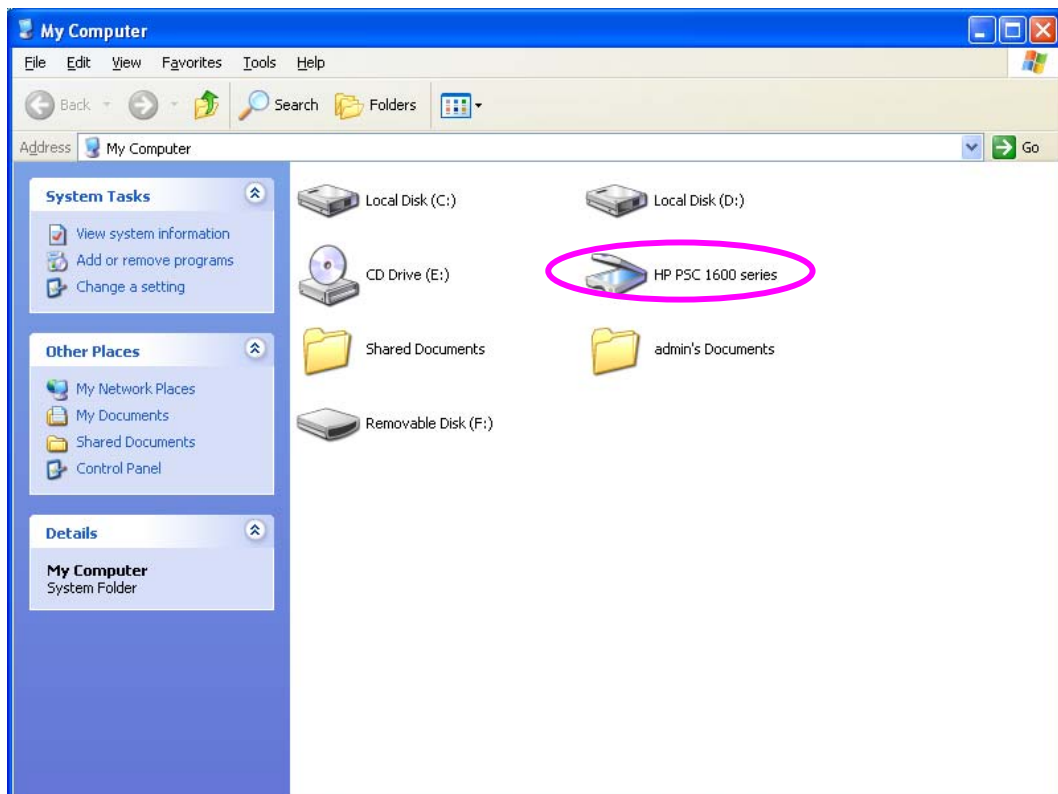 My Computer
File Edit View Favorites Tools Help
Back Search Folders
Address My Computer Go
System Tasks
View system information
Add or remove programs
Change a setting
Other Places
My Network Places
My Documents
Shared Documents
Control Panel
Details
My Computer
System Folder
Local Disk (C:) Local Disk (D:)
CD Drive (E:) HP PSC 1600 series
Shared Documents admin's Documents
Removable Disk (F:)